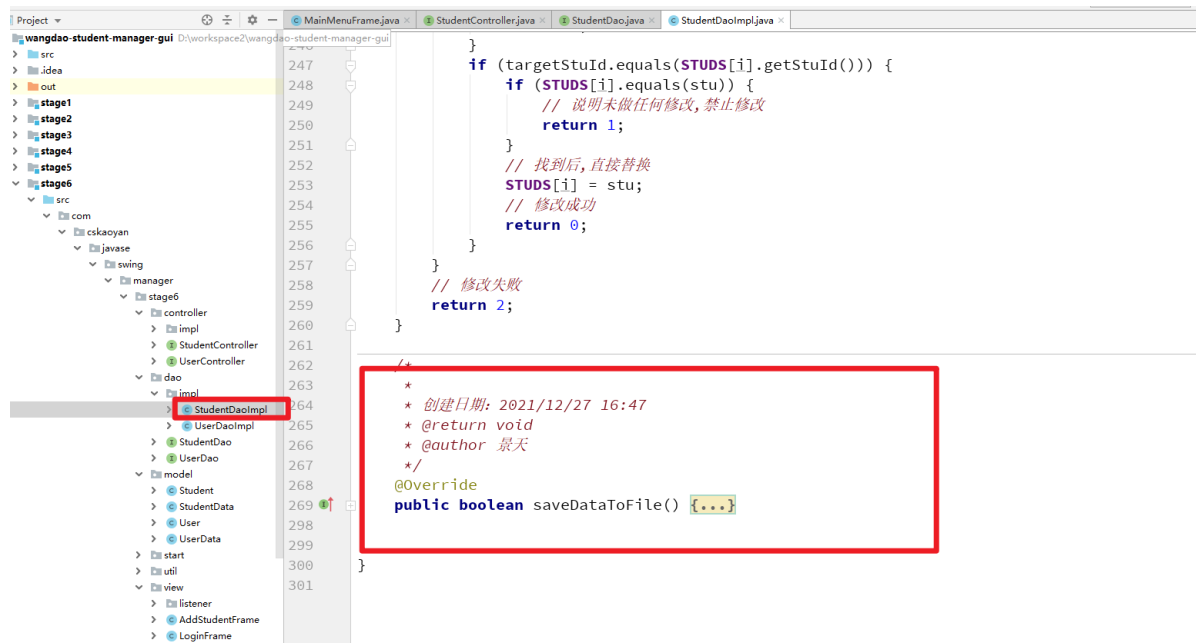 Project
MainMenuFrame.java
StudentController.java
StudentDao.java
StudentDaoImpl.java
wangdao-student-manager-gui D:\workspace2\wangdao-student-manager-gui
src
.idea
out
stage1
stage2
stage3
stage4
stage5
stage6
src
com
cskaoyan
javase
swing
manager
stage6
controller
impl
StudentController
UserController
dao
impl
StudentDaoImpl
UserDaoImpl
StudentDao
UserDao
model
Student
StudentData
User
UserData
start
util
view
listener
AddStudentFrame
LoginFrame
246 }
247 if (targetStuId.equals(STUDS[i].getStuId())) {
248 if (STUDS[i].equals(stu)) {
249 // 说明未做任何修改,禁止修改
250 return 1;
251 }
252 // 找到后,直接替换
253 STUDS[i] = stu;
254 // 修改成功
255 return 0;
256 }
257 }
258 // 修改失败
259 return 2;
260 }
261
262 /*
263 *
264 * 创建日期: 2021/12/27 16:47
265 * @return void
266 * @author 景天
267 */
268 @Override
269 public boolean saveDataToFile() {...}
298
299
300 }
301